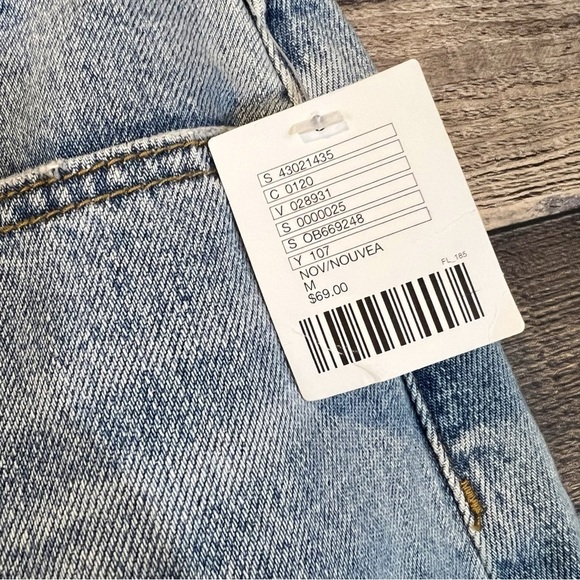 S 43021435
C 0120
V 028931
S 0000025
S OB669248
Y 107
NOV/NOUVEA
M
$69.00
FL_185